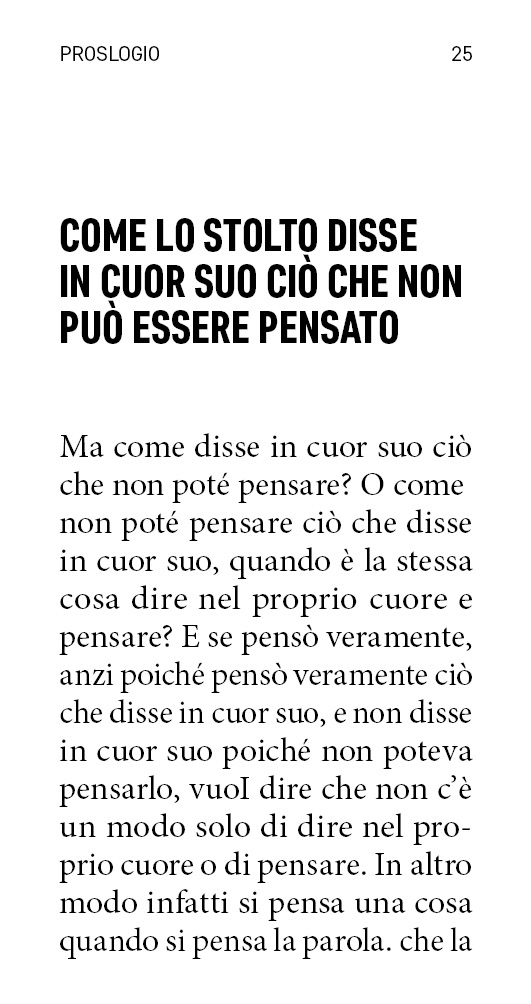 PROSLOGIO 25
COME LO STOLTO DISSE
IN CUOR SUO CIÒ CHE NON
PUÒ ESSERE PENSATO
Ma come disse in cuor suo ciò
che non poté pensare? O come
non poté pensare ciò che disse
in cuor suo, quando è la stessa
cosa dire nel proprio cuore e
pensare? E se pensò veramente,
anzi poiché pensò veramente ciò
che disse in cuor suo, e non disse
in cuor suo poiché non poteva
pensarlo, vuoI dire che non c’è
un modo solo di dire nel pro-
prio cuore o di pensare. In altro
modo infatti si pensa una cosa
quando si pensa la parola. che la